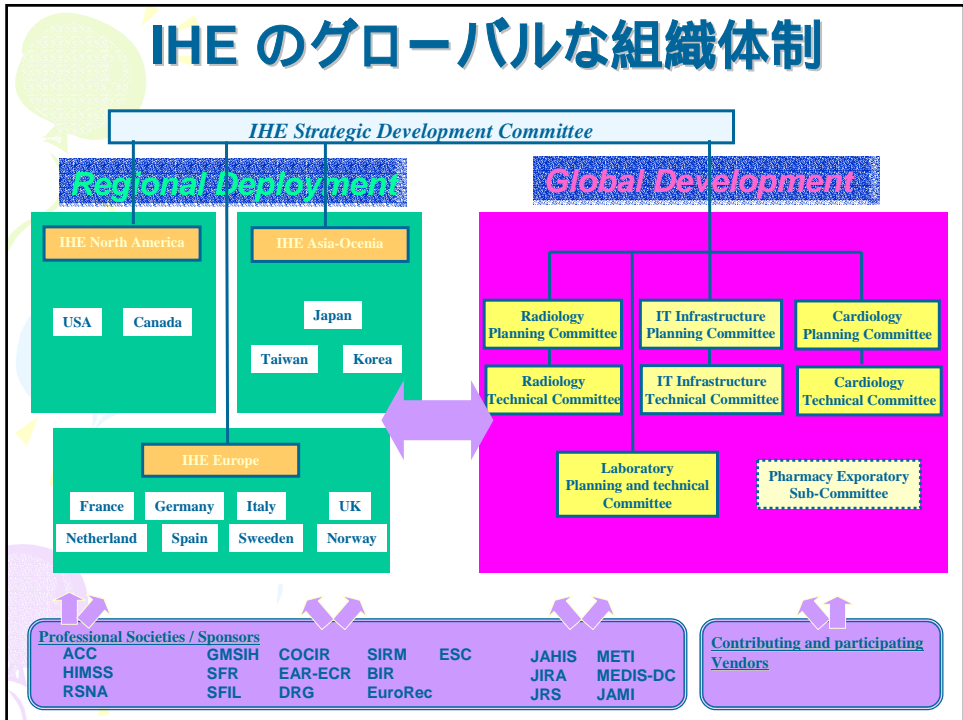 IHE のグローバルな組織体制
IHE Strategic Development Committee
Regional Deployment
Global Development
IHE North America
USA
Canada
IHE Asia-Ocenia
Japan
Taiwan
Korea
IHE Europe
France
Germany
Italy
UK
Netherland
Spain
Sweeden
Norway
Radiology
Planning Committee
Radiology
Technical Committee
IT Infrastructure
Planning Committee
IT Infrastructure
Technical Committee
Cardiology
Planning Committee
Cardiology
Technical Committee
Laboratory
Planning and technical
Committee
Pharmacy Exporatory
Sub-Committee
Professional Societies / Sponsors
ACC GMSIH COCIR SIRM ESC JAHIS METI
HIMSS SFR EAR-ECR BIR JIRA MEDIS-DC
RSNA SFIL DRG EuroRec JRS JAMI
Contributing and participating
Vendors